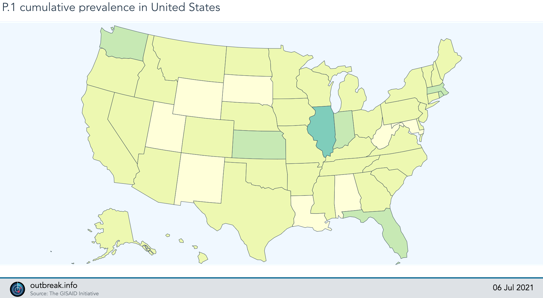 P.1 cumulative prevalence in United States
outbreak.info
Source: The GISAID Initiative
06 Jul 2021